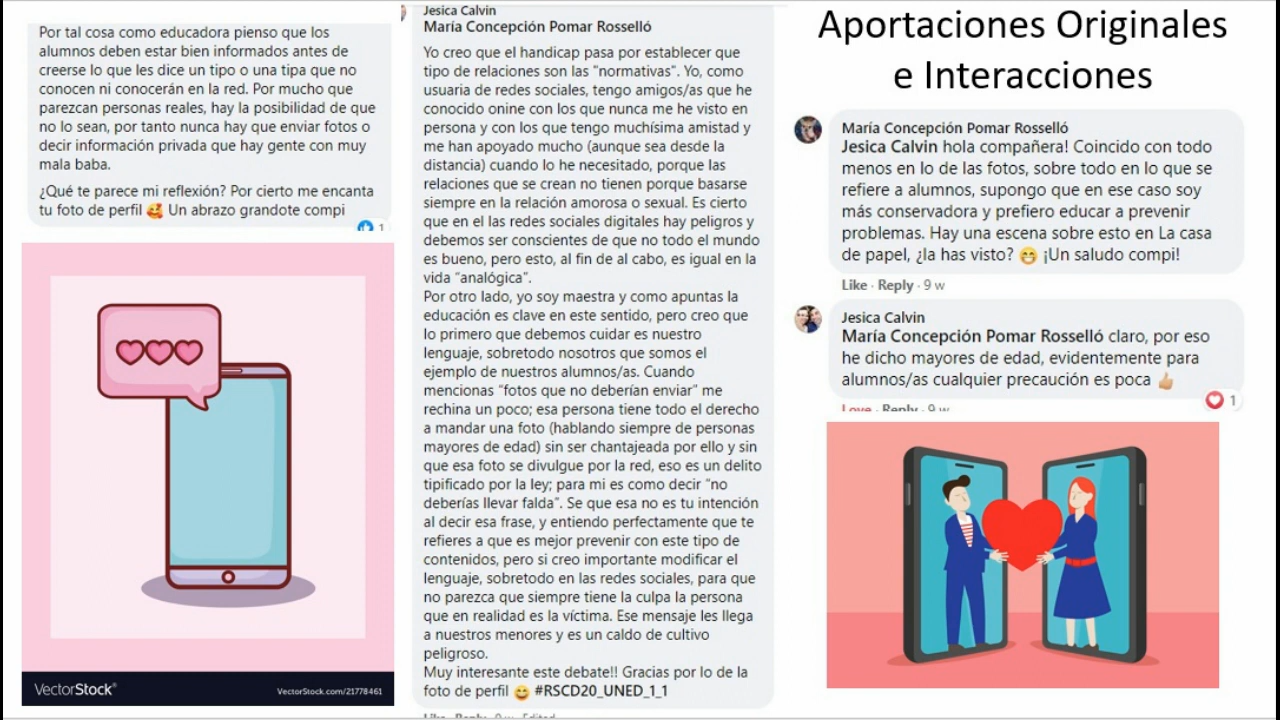 Por tal cosa como educadora pienso que los
alumnos deben estar bien informados antes de
creerse lo que les dice un tipo o una tipa que no
conocen ni conocerán en la red. Por mucho que
parezcan personas reales, hay la posibilidad de que
no lo sean, por tanto nunca hay que enviar fotos o
decir información privada que hay gente con muy
mala baba.
¿Qué te parece mi reflexión? Por cierto me encanta
tu foto de perfil 🥰 Un abrazo grandote compi
1
VectorStock®
VectorStock.com/21778461
Jesica Calvin
María Concepción Pomar Rosselló
Yo creo que el handicap pasa por establecer que
tipo de relaciones son las “normativas”. Yo, como
usuaria de redes sociales, tengo amigos/as que he
conocido onine con los que nunca me he visto en
persona y con los que tengo muchísima amistad y
me han apoyado mucho (aunque sea desde la
distancia) cuando lo he necesitado, porque las
relaciones que se crean no tienen porque basarse
siempre en la relación amorosa o sexual. Es cierto
que en el las redes sociales digitales hay peligros y
debemos ser conscientes de que no todo el mundo
es bueno, pero esto, al fin de al cabo, es igual en la
vida “analógica”.
Por otro lado, yo soy maestra y como apuntas la
educación es clave en este sentido, pero creo que
lo primero que debemos cuidar es nuestro
lenguaje, sobretodo nosotros que somos el
ejemplo de nuestros alumnos/as. Cuando
mencionas “fotos que no deberían enviar” me
rechina un poco; esa persona tiene todo el derecho
a mandar una foto (hablando siempre de personas
mayores de edad) sin ser chantajeada por ello y sin
que esa foto se divulgue por la red, eso es un delito
tipificado por la ley; para mi es como decir “no
deberías llevar falda”. Se que esa no es tu intención
al decir esa frase, y entiendo perfectamente que te
refieres a que es mejor prevenir con este tipo de
contenidos, pero si creo importante modificar el
lenguaje, sobretodo en las redes sociales, para que
no parezca que siempre tiene la culpa la persona
que en realidad es la víctima. Ese mensaje les llega
a nuestros menores y es un caldo de cultivo
peligroso.
Muy interesante este debate!! Gracias por lo de la
foto de perfil 😄 #RSCD20_UNED_1_1
Like · Reply · 9 w · Edited
Aportaciones Originales
e Interacciones
María Concepción Pomar Rosselló
Jesica Calvin hola compañera! Coincido con todo
menos en lo de las fotos, sobre todo en lo que se
refiere a alumnos, supongo que en ese caso soy
más conservadora y prefiero educar a prevenir
problemas. Hay una escena sobre esto en La casa
de papel, ¿la has visto? 😁 ¡Un saludo compi!
Like · Reply · 9 w
Jesica Calvin
María Concepción Pomar Rosselló claro, por eso
he dicho mayores de edad, evidentemente para
alumnos/as cualquier precaución es poca 👍🏼
Love · Reply · 9 w
1